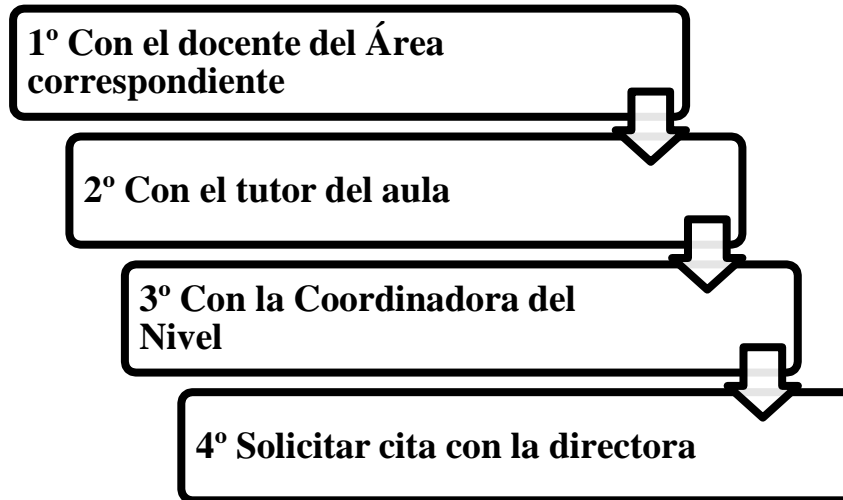 1º Con el docente del Área
correspondiente
2º Con el tutor del aula
3º Con la Coordinadora del
Nivel
4º Solicitar cita con la directora